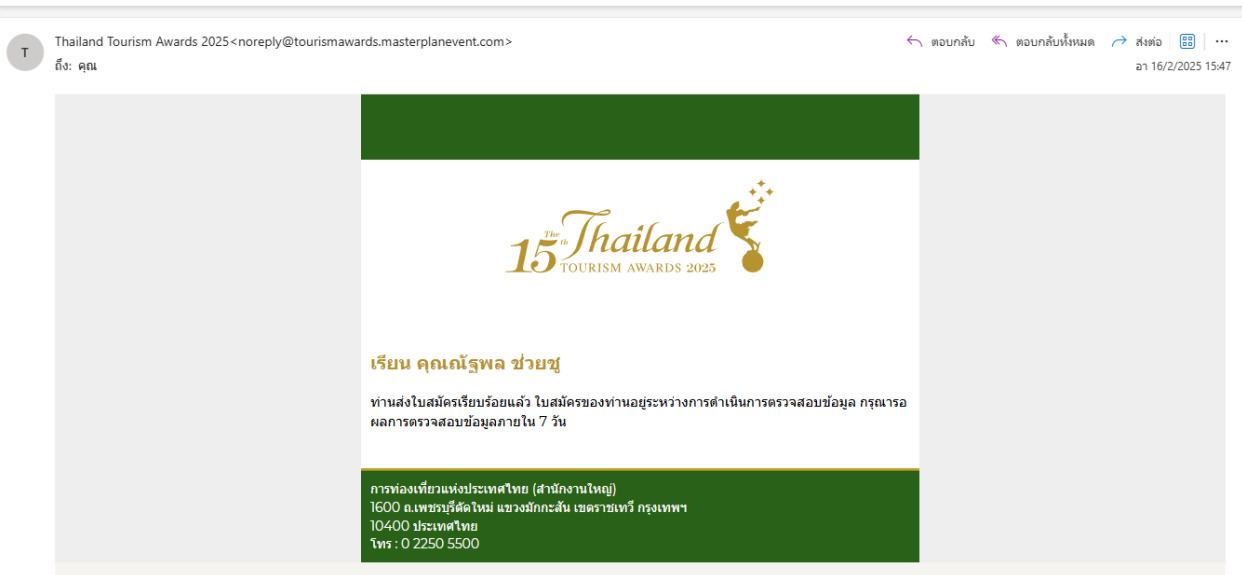 T
Thailand Tourism Awards 2025<noreply@tourismawards.masterplanevent.com>
ตอบกลับ ตอบกลับทั้งหมด ส่งต่อ
ถึง: คุณ
อา 16/2/2025 15:47
The 15th Thailand
TOURISM AWARDS 2025
เรียน คุณณัฐพล ช่วยชู
ท่านส่งใบสมัครเรียบร้อยแล้ว ใบสมัครของท่านอยู่ระหว่างการดำเนินการตรวจสอบข้อมูล กรุณารอ
ผลการตรวจสอบข้อมูลภายใน 7 วัน
การท่องเที่ยวแห่งประเทศไทย (สำนักงานใหญ่)
1600 ถ.เพชรบุรีตัดใหม่ แขวงมักกะสัน เขตราชเทวี กรุงเทพฯ
10400 ประเทศไทย
โทร : 0 2250 5500